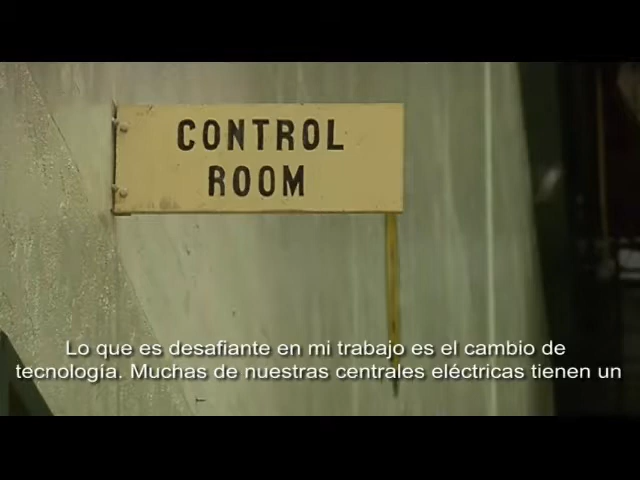 CONTROL
ROOM
Lo que es desafiante en mi trabajo es el cambio de
tecnología. Muchas de nuestras centrales eléctricas tienen un